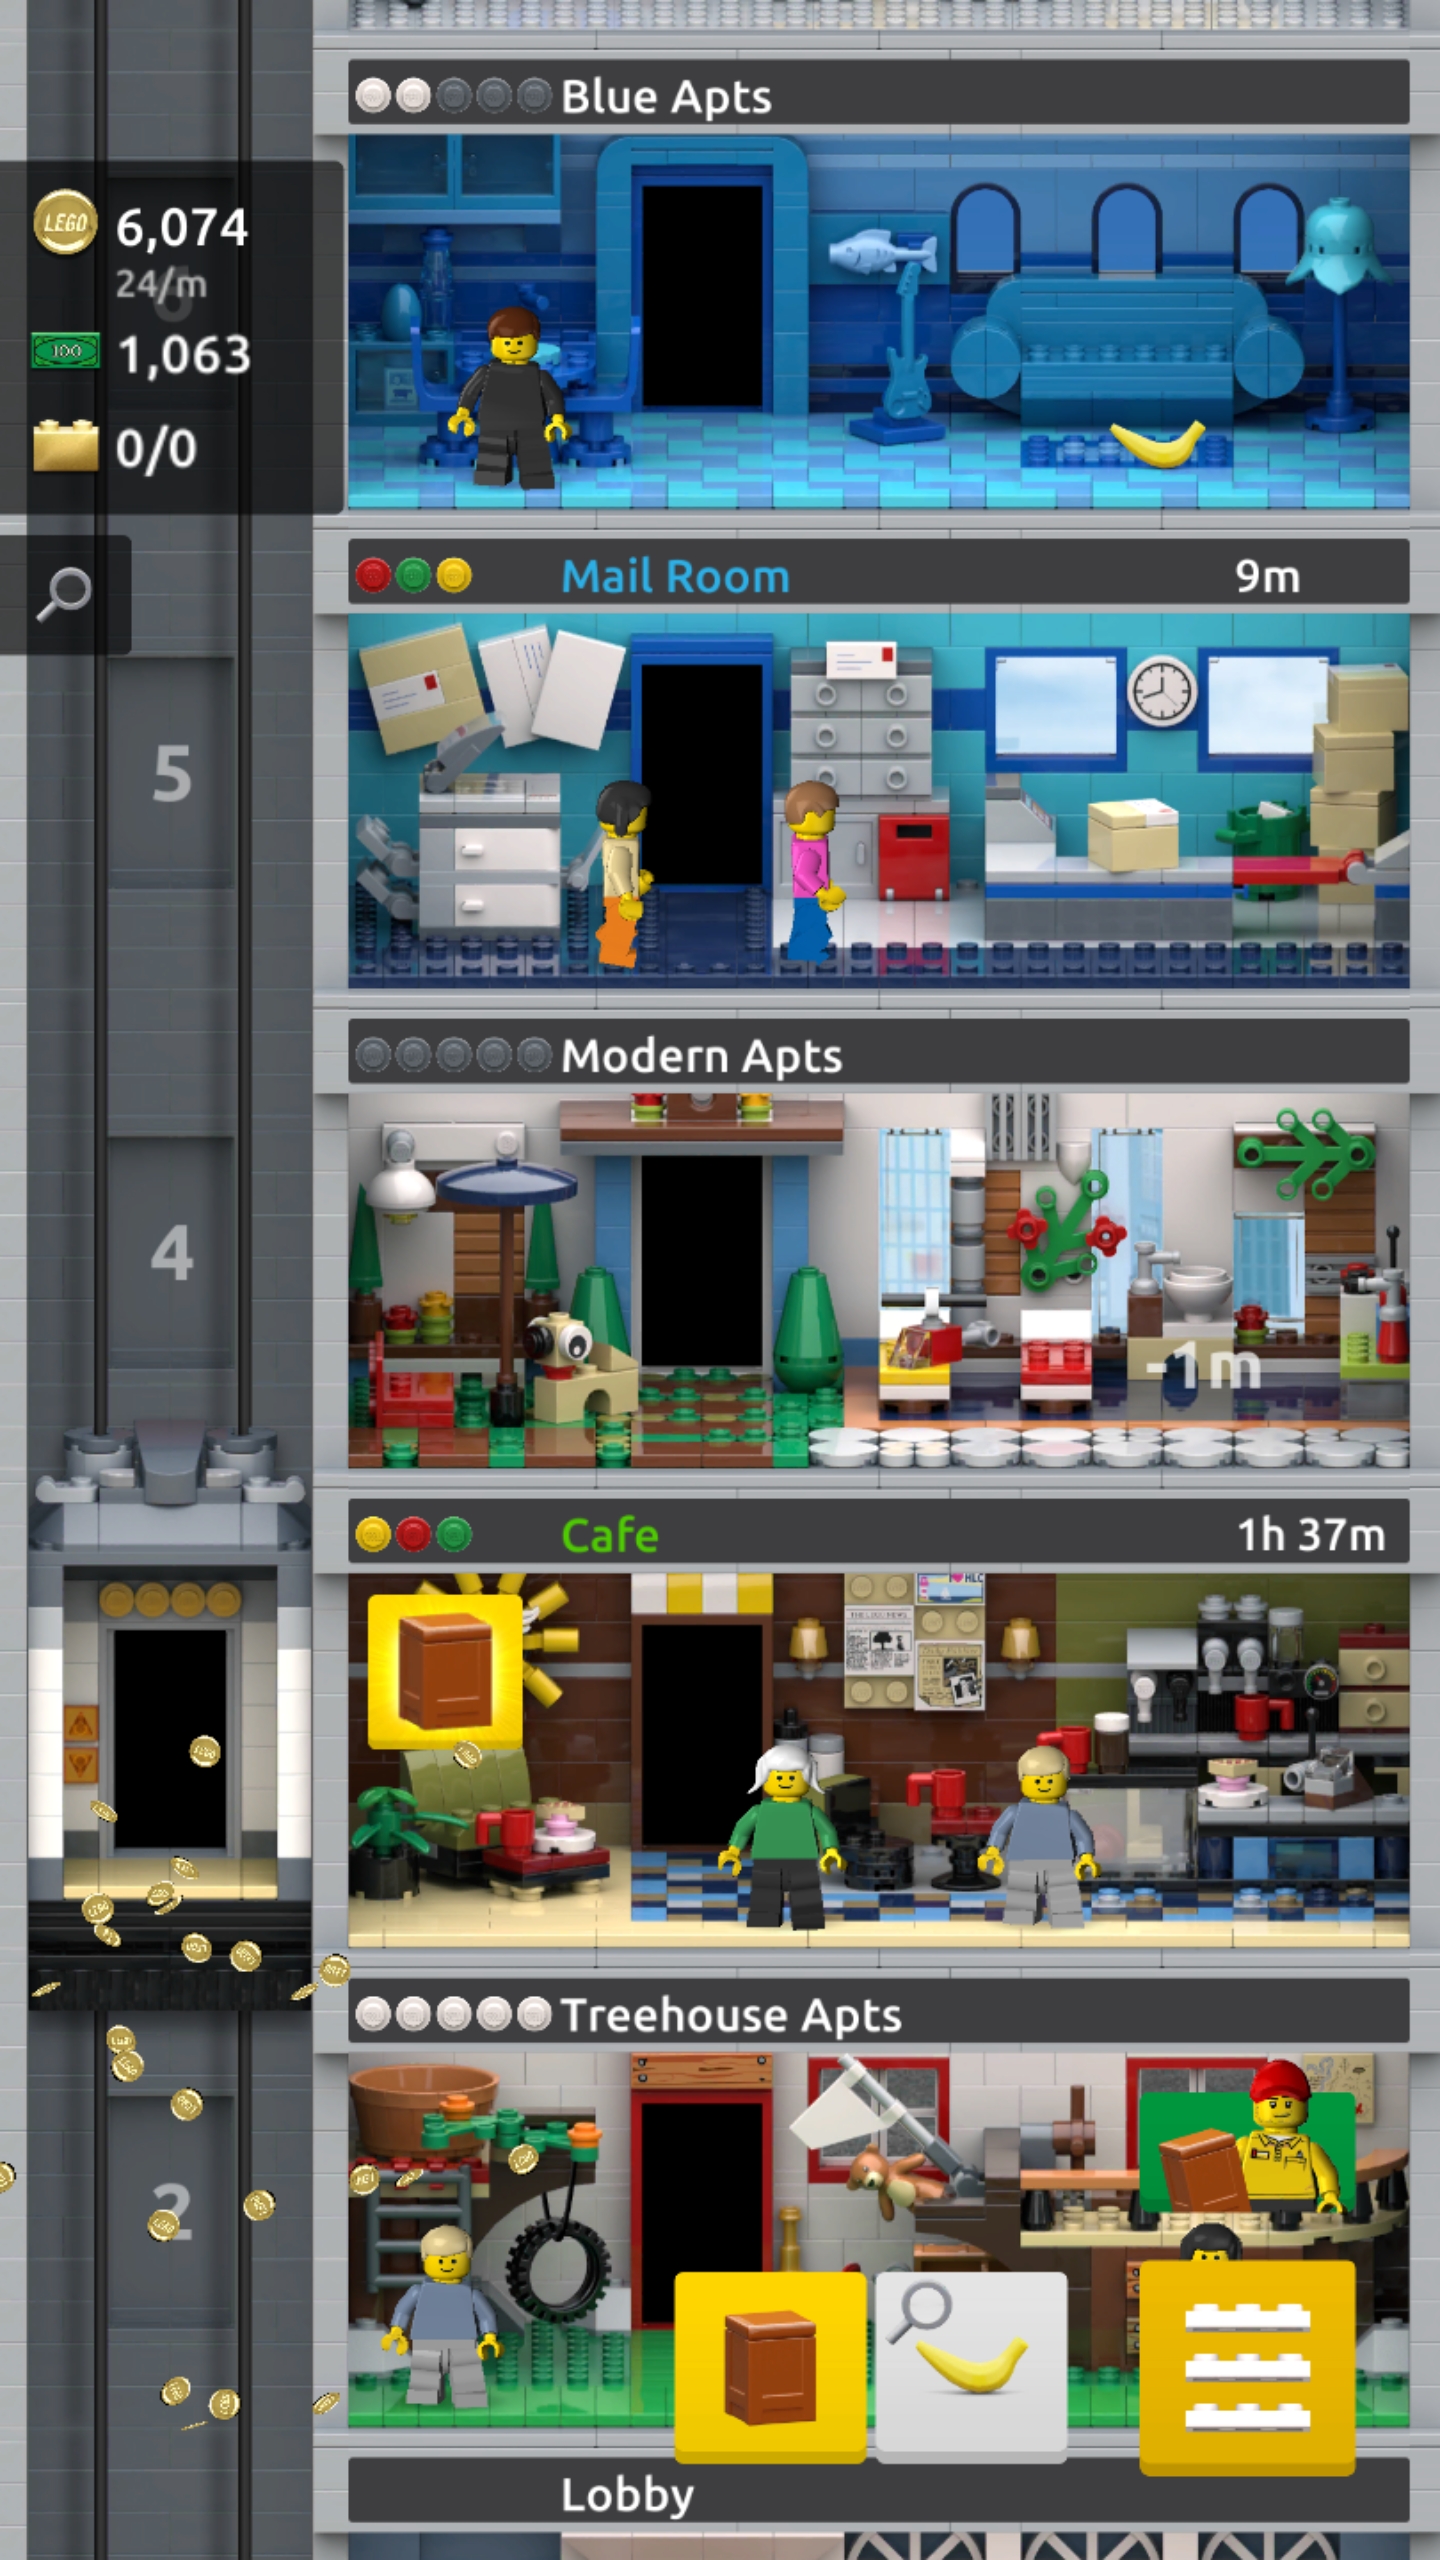 Blue Apts
LEGO 6,074
24/m
6
100 1,063
0/0
Mail Room 9m
5
Modern Apts
4
-1m
Cafe 1h 37m
Treehouse Apts
2
Lobby